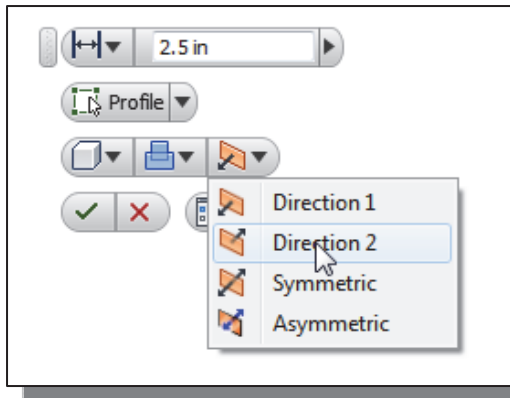 2.5 in
Profile
Direction 1
Direction 2
Symmetric
Asymmetric